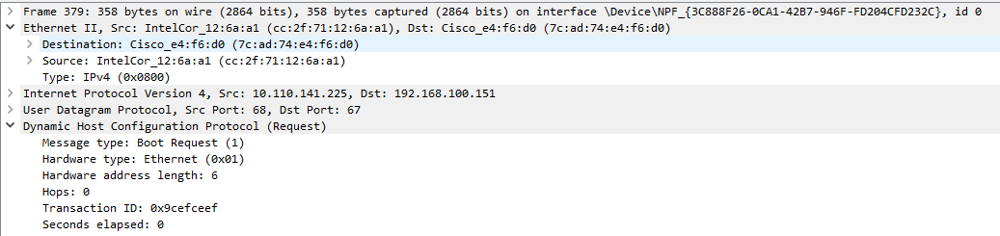 Frame 379: 358 bytes on wire (2864 bits), 358 bytes captured (2864 bits) on interface \Device\NPF_{3C888F26-0CA1-42B7-946F-FD204CFD232C}, id 0
Ethernet II, Src: IntelCor_12:6a:a1 (cc:2f:71:12:6a:a1), Dst: Cisco_e4:f6:d0 (7c:ad:74:e4:f6:d0)
Destination: Cisco_e4:f6:d0 (7c:ad:74:e4:f6:d0)
Source: IntelCor_12:6a:a1 (cc:2f:71:12:6a:a1)
Type: IPv4 (0x0800)
Internet Protocol Version 4, Src: 10.110.141.225, Dst: 192.168.100.151
User Datagram Protocol, Src Port: 68, Dst Port: 67
Dynamic Host Configuration Protocol (Request)
Message type: Boot Request (1)
Hardware type: Ethernet (0x01)
Hardware address length: 6
Hops: 0
Transaction ID: 0x9cefceef
Seconds elapsed: 0